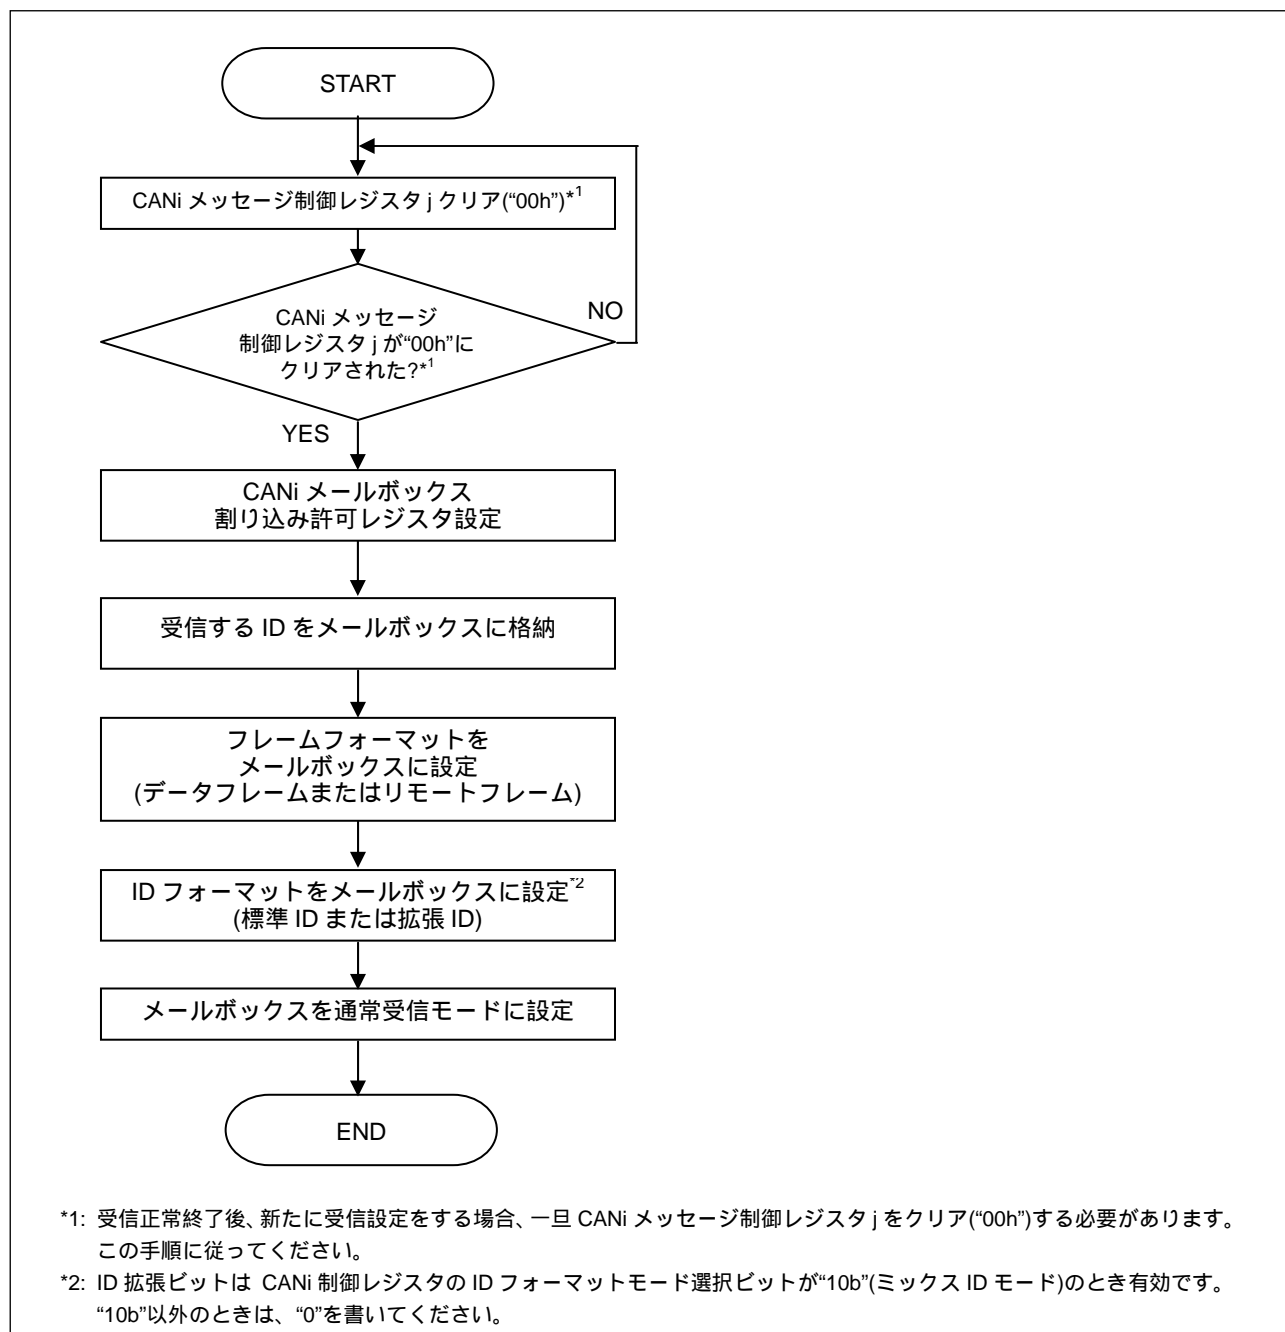 START
CANi メッセージ制御レジスタ j クリア(“00h”)*1
CANi メッセージ
制御レジスタ j が“00h”に
クリアされた?*1
NO
YES
CANi メールボックス
割り込み許可レジスタ設定
受信する ID をメールボックスに格納
フレームフォーマットを
メールボックスに設定
(データフレームまたはリモートフレーム)
ID フォーマットをメールボックスに設定*2
(標準 ID または拡張 ID)
メールボックスを通常受信モードに設定
END
*1: 受信正常終了後、新たに受信設定をする場合、一旦 CANi メッセージ制御レジスタ j をクリア(“00h”)する必要があります。
この手順に従ってください。
*2: ID 拡張ビットは CANi 制御レジスタの ID フォーマットモード選択ビットが“10b”(ミックス ID モード)のとき有効です。
“10b”以外のときは、“0”を書いてください。